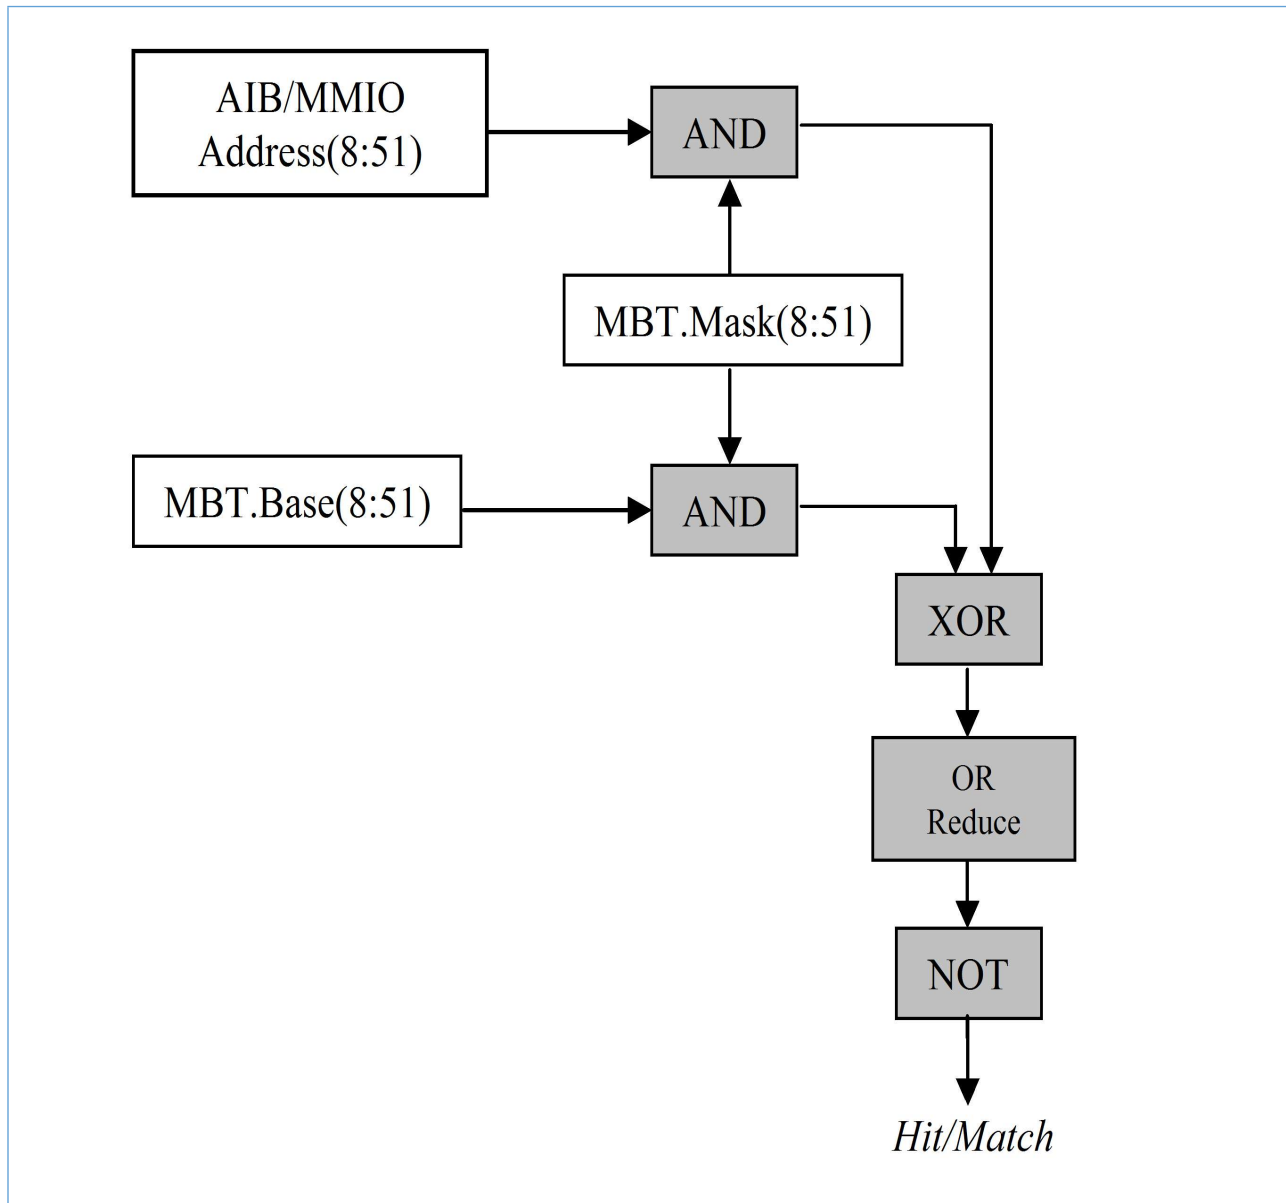 AIB/MMIO
Address(8:51)
AND
MBT.Mask(8:51)
MBT.Base(8:51)
AND
XOR
OR
Reduce
NOT
Hit/Match